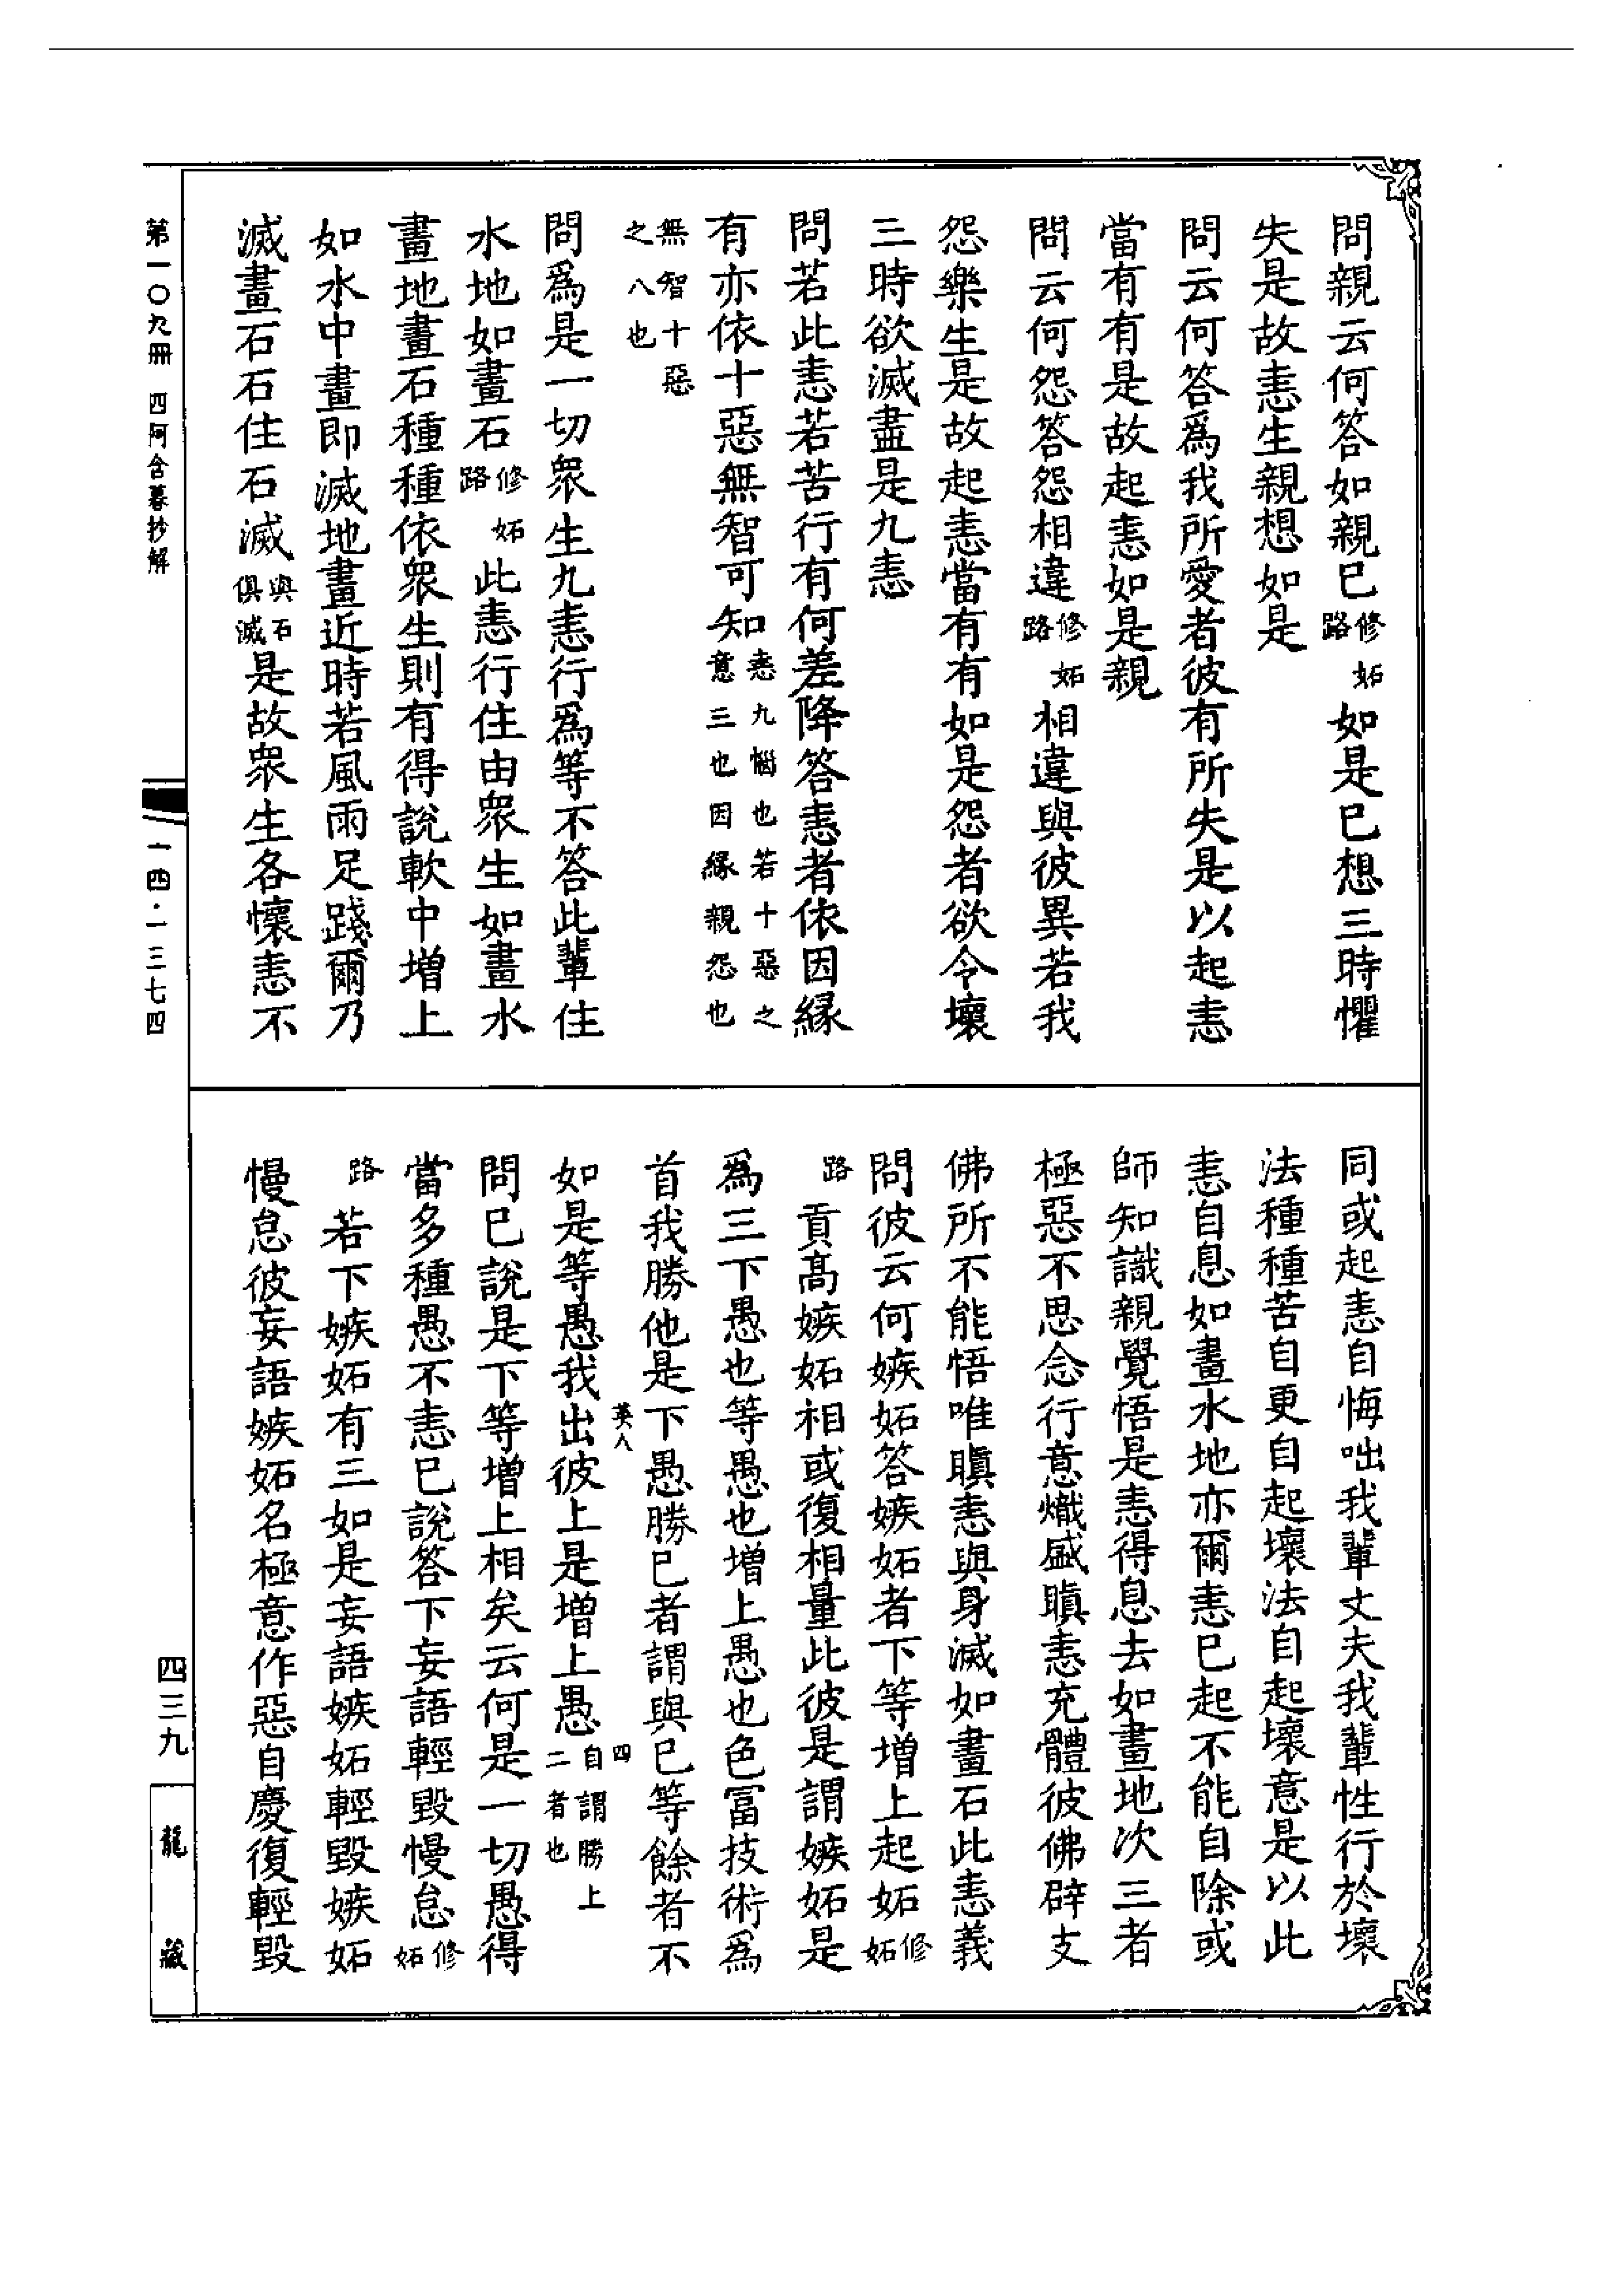 問親云何答如親已修妬路如是已想三時懼
失是故恚生親想如是
問云何答爲我所愛者彼有所失是以起恚
當有有是故起恚如是親
問云何怨答怨相違修妬路相違與彼異若我
怨樂生是故起恚當有有如是怨者欲令壞
三時欲滅盡是九恚
問若此恚若苦行有何差降答恚者依因緣
有亦依十惡無智可知恚九惱也若十惡之意三也因緣親怨也
無智十惡之八也
問爲是一切衆生九恚行爲等不答此輩住
水地如畫石修妬路此恚行住由衆生如畫水
畫地畫石種種依衆生則有得說軟中增上
如水中畫即滅地畫近時若風雨足踐爾乃
滅畫石石住石滅與石俱滅是故衆生各懷恚不
同或起恚自悔咄我輩丈夫我輩性行於壞
法種種苦自更自起壞法自起壞意是以此
恚自息如畫水地亦爾恚已起不能自除或
師知識親覺悟是恚得息去如畫地次三者
極惡不思念行意熾盛瞋恚充體彼佛辟支
佛所不能悟唯瞋恚與身滅如畫石此恚義
問彼云何嫉妬答嫉妬者下等增上起妬修妬
路貢高嫉妬相或復相量此彼是謂嫉妬是
爲三下愚也等愚也增上愚也色富技術爲
首我勝他是下愚勝已者謂與已等餘者不
如是等愚我出彼上是增上愚自謂勝上二者也
英人
四
問已說是下等增上相矣云何是一切愚得
當多種愚不恚已說答下妄語輕毀慢怠修妬
路若下嫉妬有三如是妄語嫉妬輕毀嫉妬
慢怠彼妄語嫉妬名極意作惡自慶復輕毀
第一〇九冊 四阿含暮抄解
一四·一三七四
四三九
龍藏